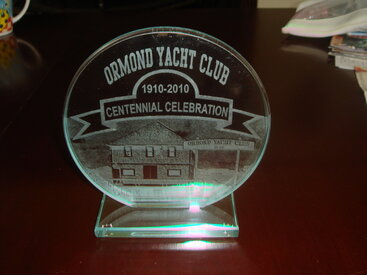 ORMOND YACHT CLUB
1910-2010
CENTENNIAL CELEBRATION
ORMOND YACHT CLUB